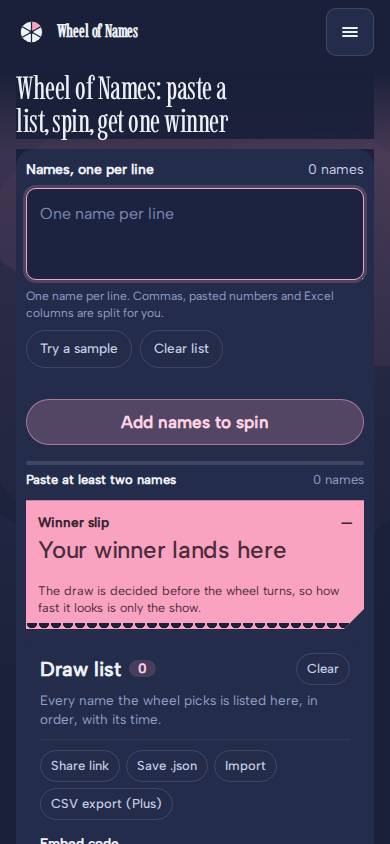 Wheel of Names
Wheel of Names: paste a
list, spin, get one winner
Names, one per line
0 names
One name per line
One name per line. Commas, pasted numbers and Excel
columns are split for you.
Try a sample
Clear list
Add names to spin
Paste at least two names
0 names
Winner slip
—
Your winner lands here
The draw is decided before the wheel turns, so how
fast it looks is only the show.
Draw list
0
Clear
Every name the wheel picks is listed here, in
order, with its time.
Share link
Save .json
Import
CSV export (Plus)
Embed code